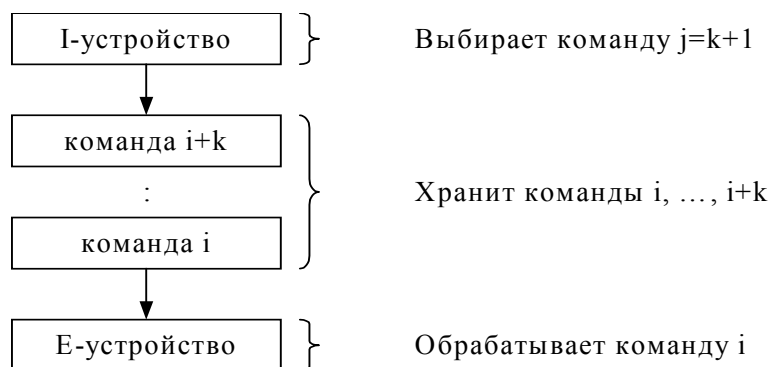 I-устройство Выбирает команду j=k+1
команда i+k
:
Хранит команды i, …, i+k
команда i
E-устройство Обрабатывает команду i